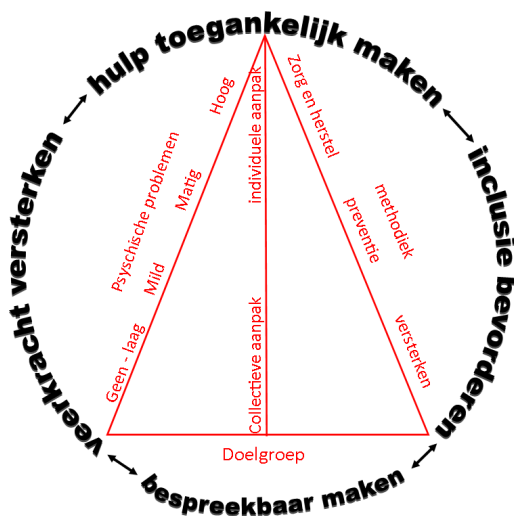 hulp toegankelijk maken
inclusie bevorderen
bespreekbaar maken
veerkracht versterken
Psyschische problemen
Hoog
Matig
Mild
Geen - laag
individuele aanpak
Collectieve aanpak
Zorg en herstel
preventie
versterken
methodiek
Doelgroep